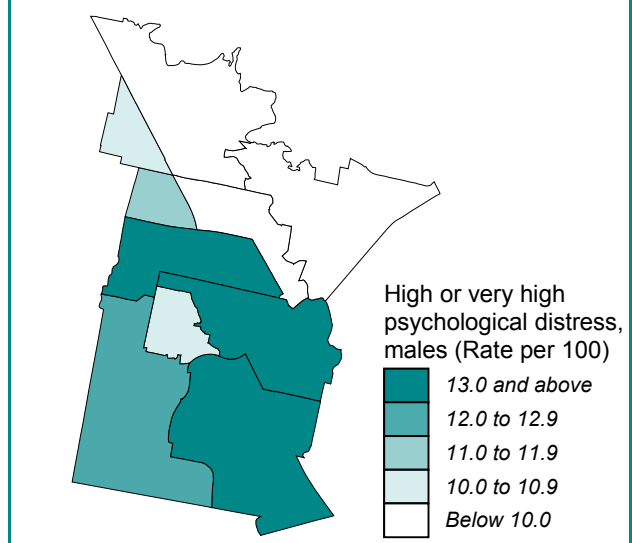 High or very high
psychological distress,
males (Rate per 100)
13.0 and above
12.0 to 12.9
11.0 to 11.9
10.0 to 10.9
Below 10.0